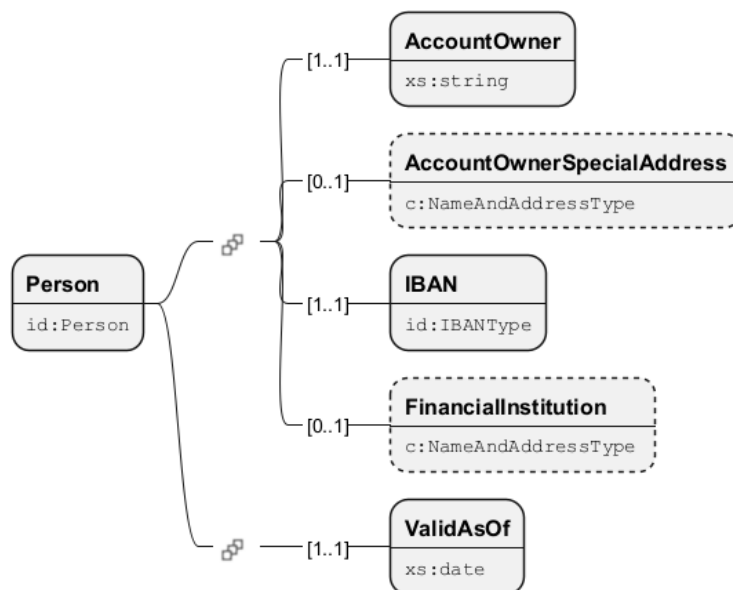 AccountOwner
[1..1]
xs:string
AccountOwnerSpecialAddress
[0..1]
c:NameAndAddressType
Person
id:Person
IBAN
[1..1]
id:IBANType
FinancialInstitution
[0..1]
c:NameAndAddressType
ValidAsOf
[1..1]
xs:date